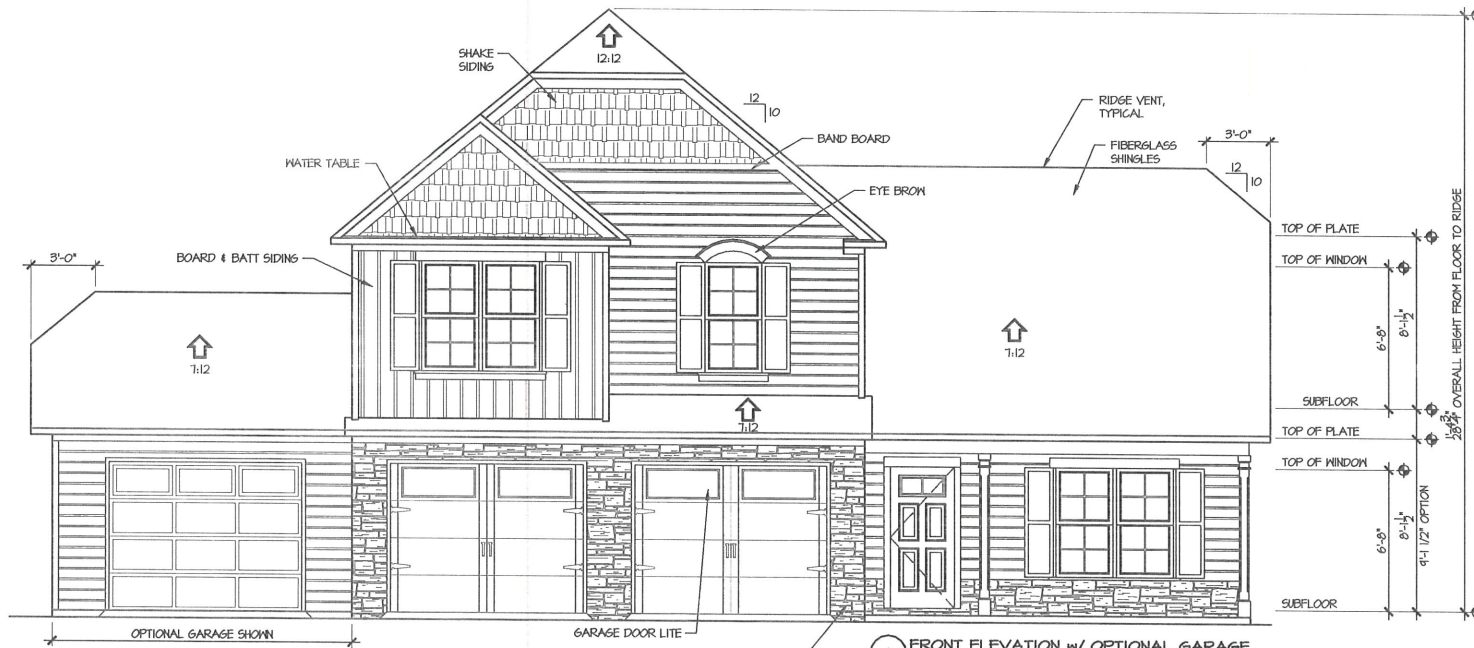 12:12
SHAKE
SIDING
12
10
RIDGE VENT,
TYPICAL
3'-0"
BAND BOARD
FIBERGLASS
SHINGLES
WATER TABLE
12
10
EYE BROW
TOP OF PLATE
3'-0"
BOARD & BATT SIDING
TOP OF WINDOW
7:12
7:12
6'-8"
8'-1 1/2"
28'-4" OVERALL HEIGHT FROM FLOOR TO RIDGE
7:12
SUBFLOOR
TOP OF PLATE
TOP OF WINDOW
6'-8"
8'-1 1/2"
9'-1 1/2" OPTION
SUBFLOOR
OPTIONAL GARAGE SHOWN
GARAGE DOOR LITE
FRONT ELEVATION w/ OPTIONAL GARAGE